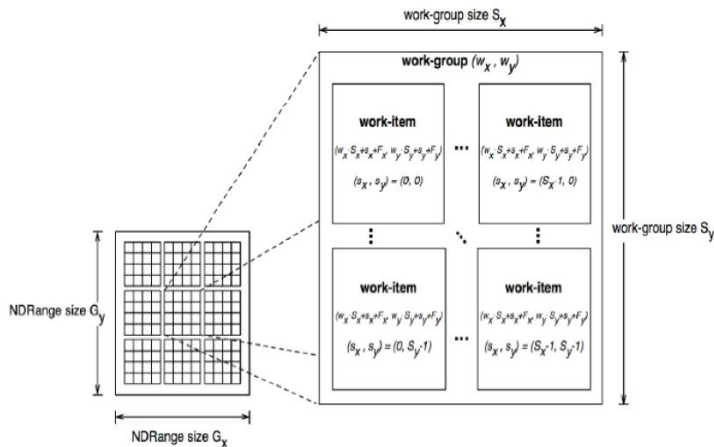 work-group size Sx
work-group (wx , wy)
work-item
(wx·Sx+sx+Fx, wy·Sy+sy+Fy)
(sx , sy) = (0, 0)
...
work-item
(wx·Sx+sx+Fx, wy·Sy+sy+Fy)
(sx , sy) = (Sx-1, 0)
work-group size Sy
work-item
(wx·Sx+sx+Fx, wy·Sy+sy+Fy)
(sx , sy) = (0, Sy-1)
...
work-item
(wx·Sx+sx+Fx, wy·Sy+sy+Fy)
(sx , sy) = (Sx-1, Sy-1)
NDRange size Gy
NDRange size Gx